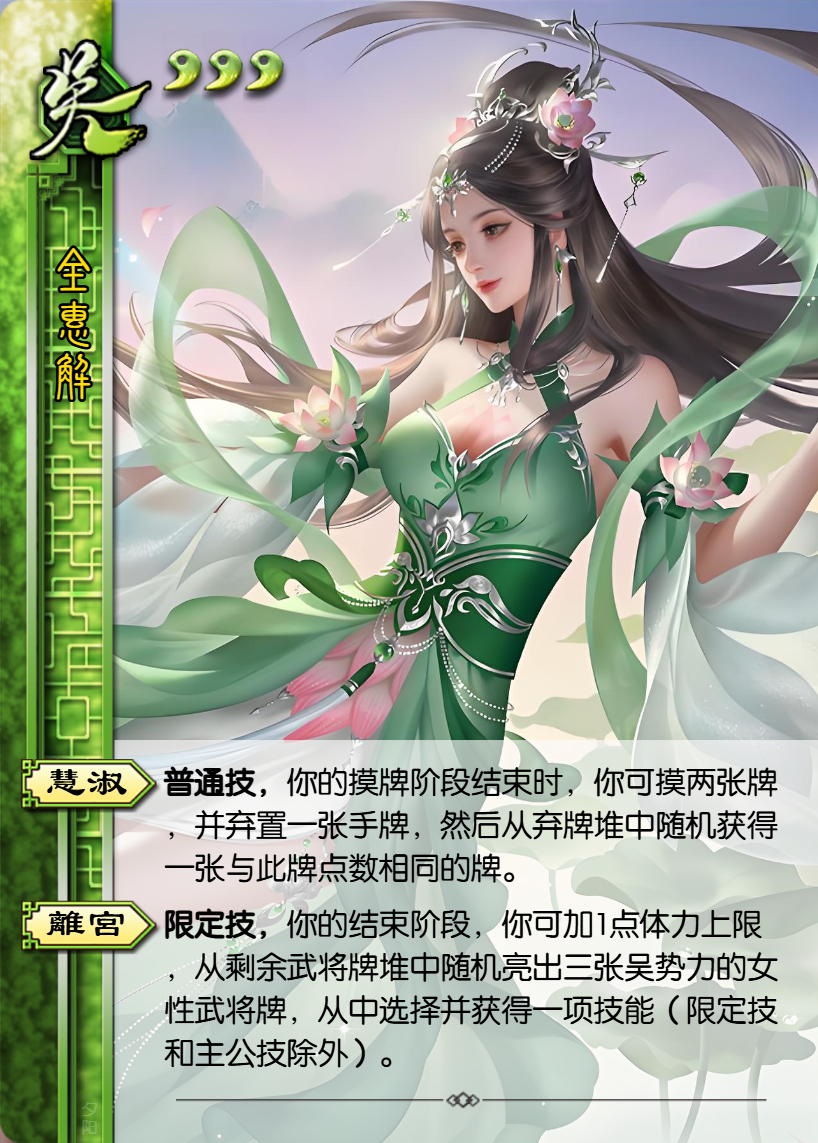 吴
全惠解
慧淑
普通技，你的摸牌阶段结束时，你可摸两张牌
，并弃置一张手牌，然后从弃牌堆中随机获得
一张与此牌点数相同的牌。
離宮
限定技，你的结束阶段，你可加1点体力上限
，从剩余武将牌堆中随机亮出三张吴势力的女
性武将牌，从中选择并获得一项技能（限定技
和主公技除外）。
夕阳